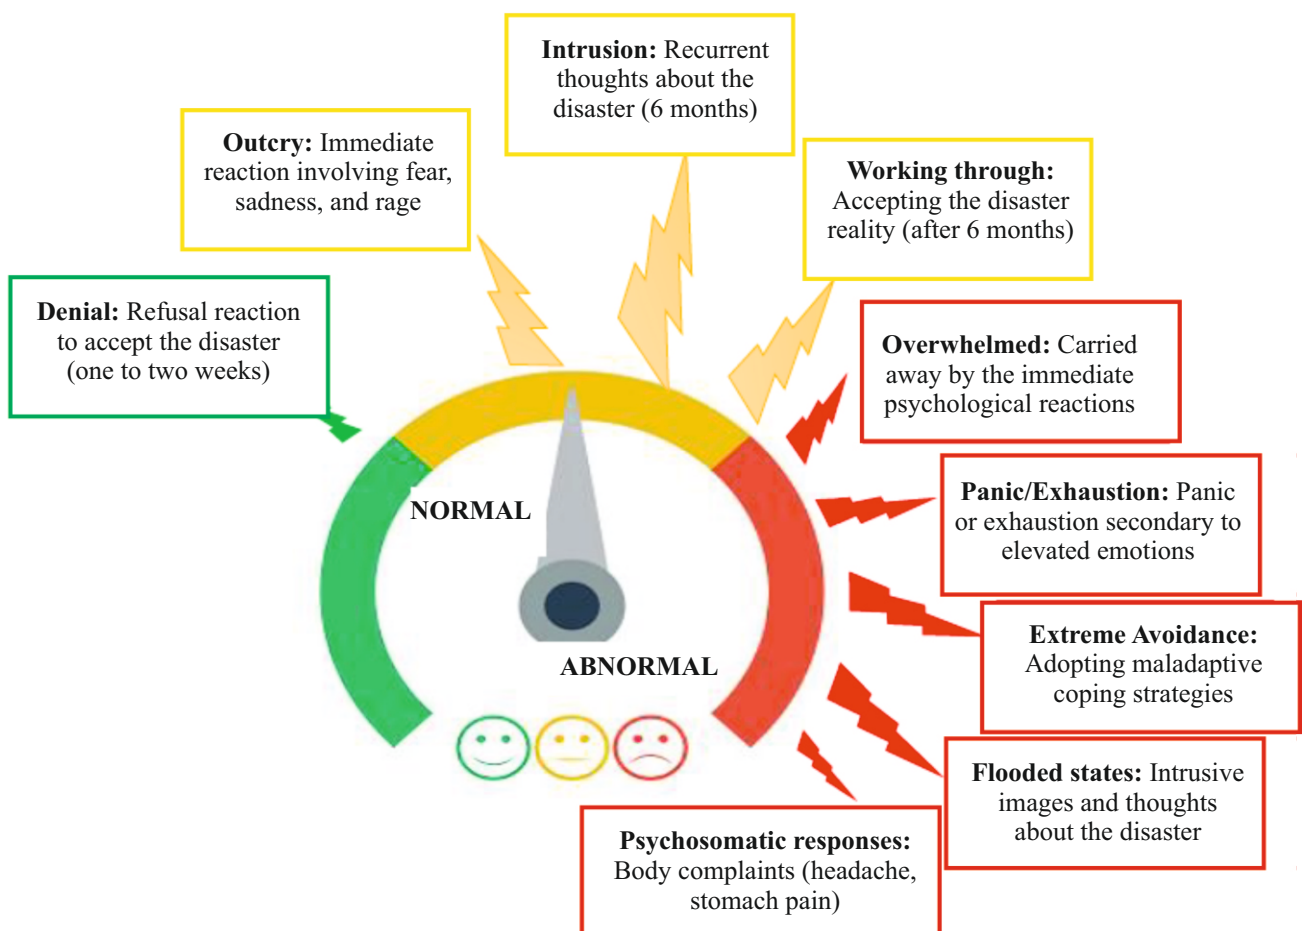 Intrusion: Recurrent
thoughts about the
disaster (6 months)
Outcry: Immediate
reaction involving fear,
sadness, and rage
Working through:
Accepting the disaster
reality (after 6 months)
Denial: Refusal reaction
to accept the disaster
(one to two weeks)
Overwhelmed: Carried
away by the immediate
psychological reactions
NORMAL
Panic/Exhaustion: Panic
or exhaustion secondary to
elevated emotions
ABNORMAL
Extreme Avoidance:
Adopting maladaptive
coping strategies
Flooded states: Intrusive
images and thoughts
about the disaster
Psychosomatic responses:
Body complaints (headache,
stomach pain)